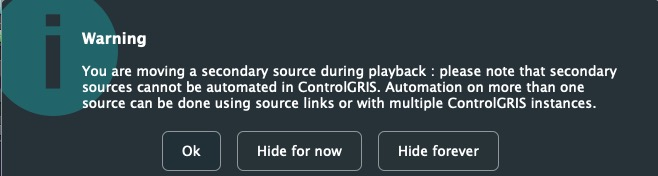 Warning
You are moving a secondary source during playback : please note that secondary
sources cannot be automated in ControlGRIS. Automation on more than one
source can be done using source links or with multiple ControlGRIS instances.
Ok
Hide for now
Hide forever